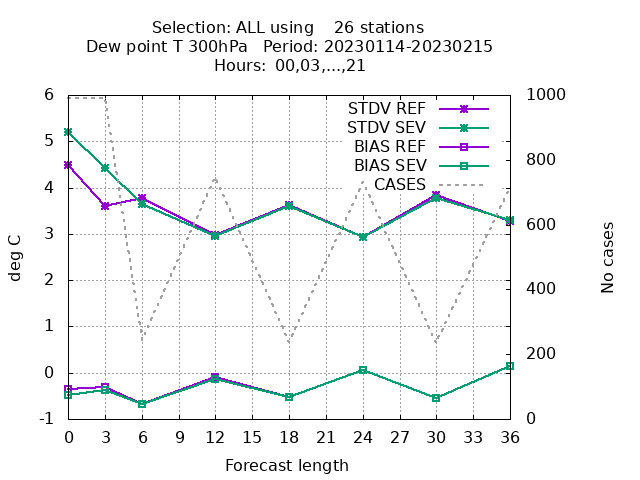 Selection: ALL using    26 stations
Dew point T 300hPa   Period: 20230114-20230215
Hours: 00,03,...,21
STDV REF
STDV SEV
BIAS REF
BIAS SEV
CASES
6
5
4
3
2
1
0
-1
1000
800
600
400
200
0
deg C
No cases
0 3 6 9 12 15 18 21 24 27 30 33 36
Forecast length